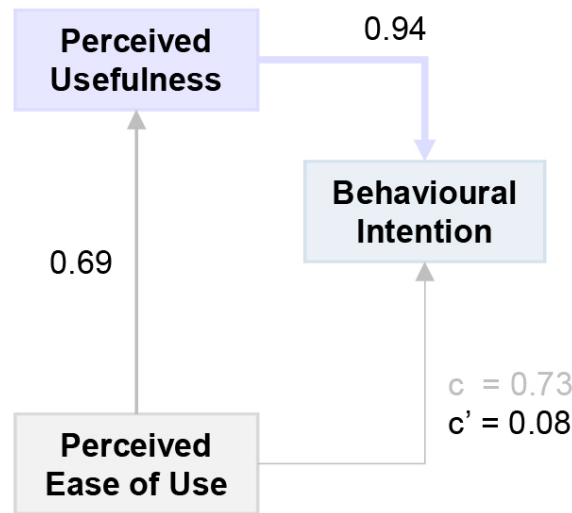 Perceived
Usefulness
0.94
Behavioural
Intention
0.69
c = 0.73
c’ = 0.08
Perceived
Ease of Use